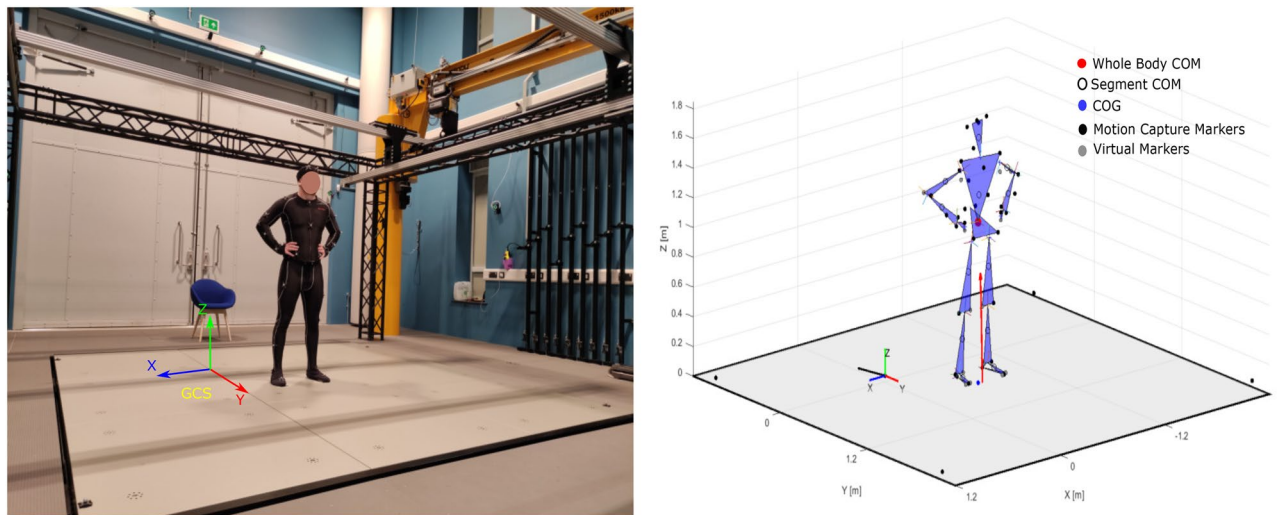 Z
X
GCS
Y
Whole Body COM
Segment COM
COG
Motion Capture Markers
Virtual Markers
1.8
1.6
1.4
1.2
1
0.8
0.6
0.4
0.2
0
Z [m]
Z
X
Y
0
1.2
Y [m]
1.2
0
-1.2
X [m]